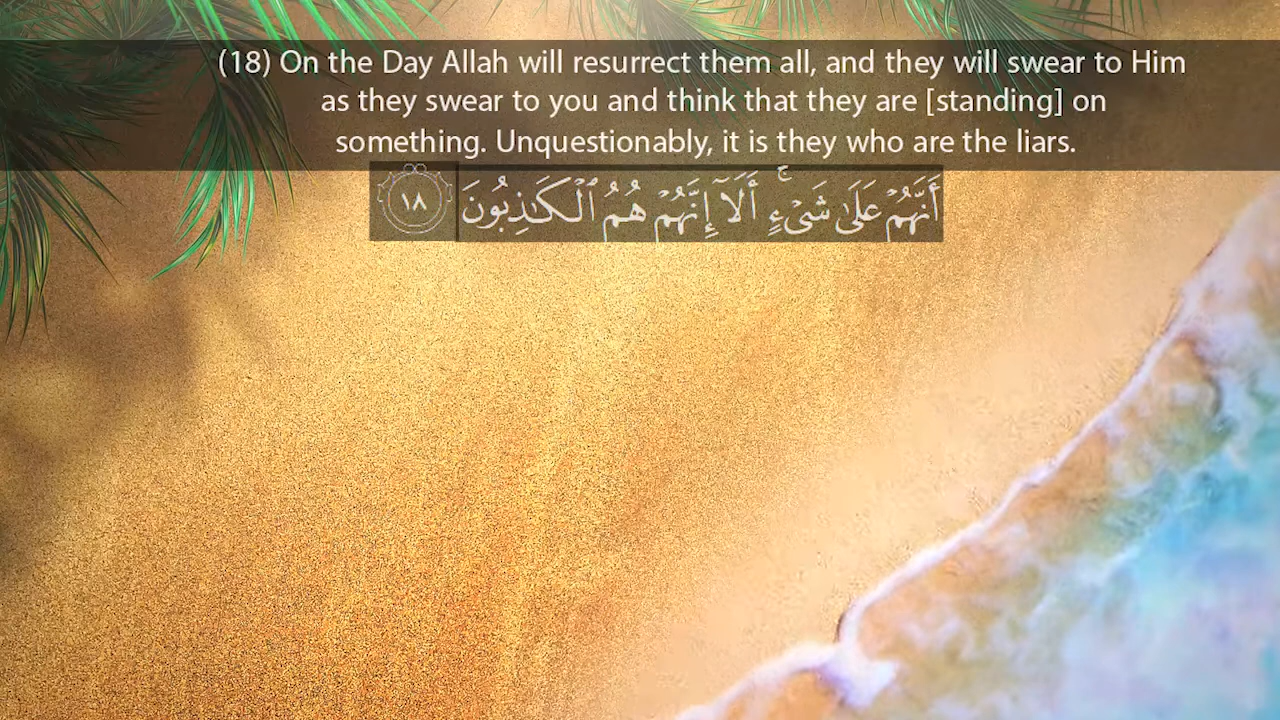 (18) On the Day Allah will resurrect them all, and they will swear to Him
as they swear to you and think that they are [standing] on
something. Unquestionably, it is they who are the liars.
أَنَّهُمۡ عَلَىٰ شَىۡءٍۚ أَلَآ إِنَّهُمۡ هُمُ ٱلۡكَـٰذِبُونَ ١٨